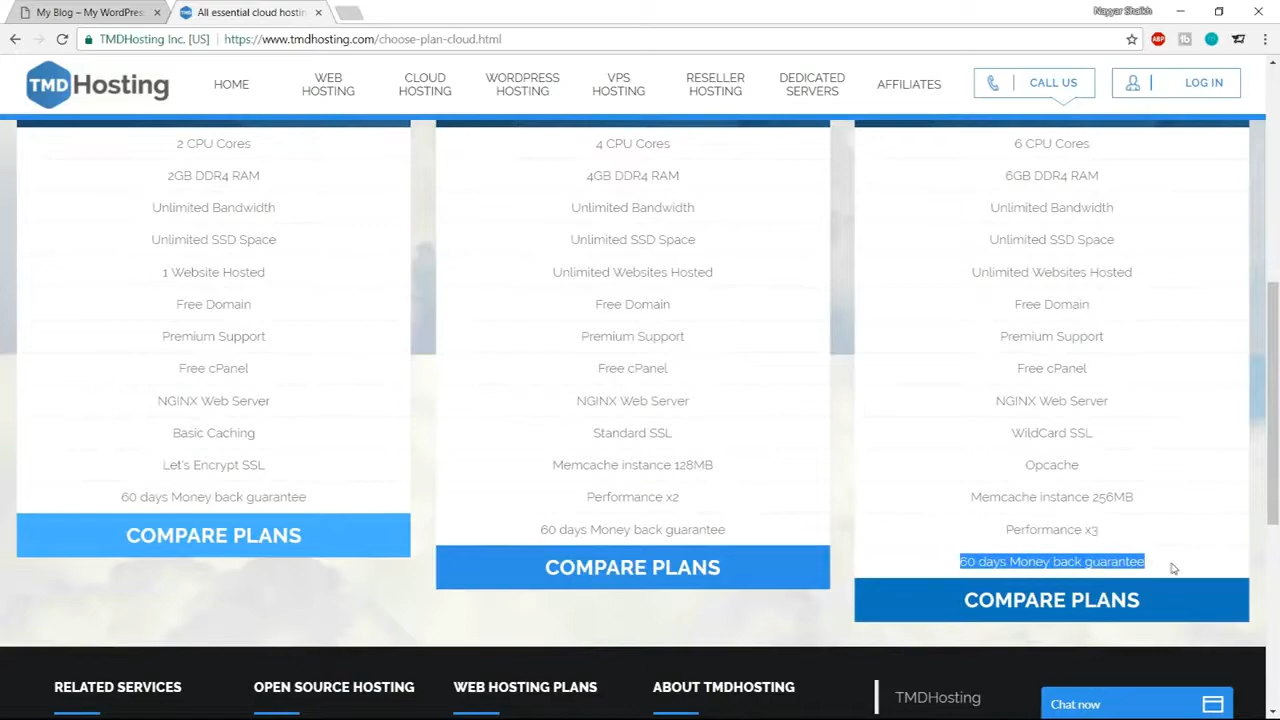 My Blog – My WordPress
All essential cloud hostin
Nayyar Shaikh
TMDHosting Inc. [US]
https://www.tmdhosting.com/choose-plan-cloud.html
ABP
TMDHosting
HOME
WEB
HOSTING
CLOUD
HOSTING
WORDPRESS
HOSTING
VPS
HOSTING
RESELLER
HOSTING
DEDICATED
SERVERS
AFFILIATES
CALL US
LOG IN
2 CPU Cores
2GB DDR4 RAM
Unlimited Bandwidth
Unlimited SSD Space
1 Website Hosted
Free Domain
Premium Support
Free cPanel
NGINX Web Server
Basic Caching
Let's Encrypt SSL
60 days Money back guarantee
COMPARE PLANS
4 CPU Cores
4GB DDR4 RAM
Unlimited Bandwidth
Unlimited SSD Space
Unlimited Websites Hosted
Free Domain
Premium Support
Free cPanel
NGINX Web Server
Standard SSL
Memcache instance 128MB
Performance x2
60 days Money back guarantee
COMPARE PLANS
6 CPU Cores
6GB DDR4 RAM
Unlimited Bandwidth
Unlimited SSD Space
Unlimited Websites Hosted
Free Domain
Premium Support
Free cPanel
NGINX Web Server
WildCard SSL
Opcache
Memcache instance 256MB
Performance x3
60 days Money back guarantee
COMPARE PLANS
RELATED SERVICES
OPEN SOURCE HOSTING
WEB HOSTING PLANS
ABOUT TMDHOSTING
TMDHosting
Chat now